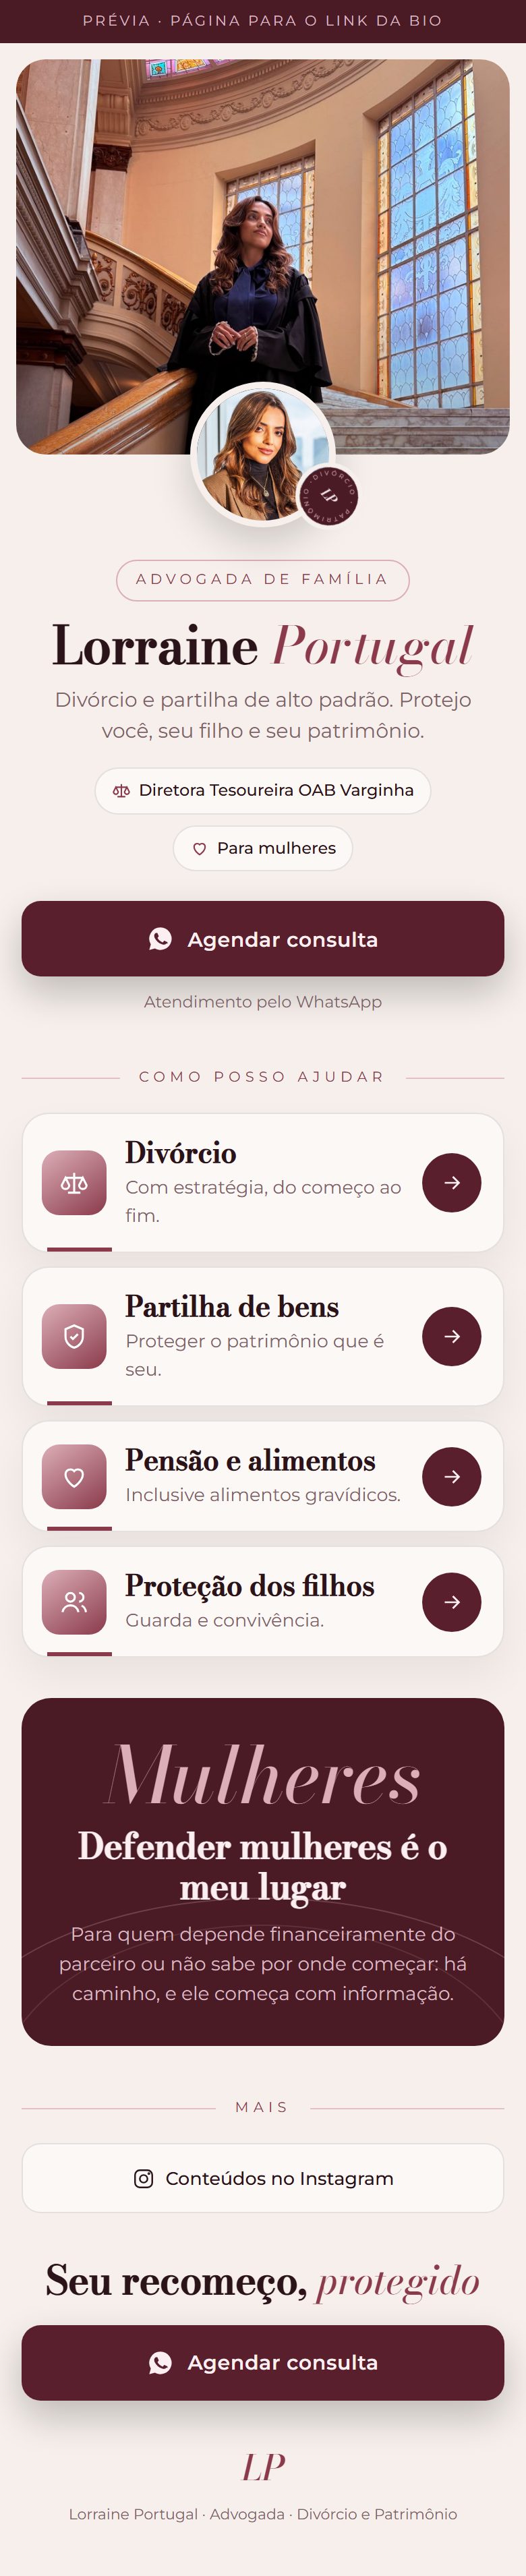 PRÉVIA · PÁGINA PARA O LINK DA BIO
DIVÓRCIO · PATRIMÔNIO ·
LP
ADVOGADA DE FAMÍLIA
Lorraine Portugal
Divórcio e partilha de alto padrão. Protejo
você, seu filho e seu patrimônio.
Diretora Tesoureira OAB Varginha
Para mulheres
Agendar consulta
Atendimento pelo WhatsApp
COMO POSSO AJUDAR
Divórcio
Com estratégia, do começo ao
fim.
Partilha de bens
Proteger o patrimônio que é
seu.
Pensão e alimentos
Inclusive alimentos gravídicos.
Proteção dos filhos
Guarda e convivência.
Mulheres
Defender mulheres é o
meu lugar
Para quem depende financeiramente do
parceiro ou não sabe por onde começar: há
caminho, e ele começa com informação.
MAIS
Conteúdos no Instagram
Seu recomeço, protegido
Agendar consulta
LP
Lorraine Portugal · Advogada · Divórcio e Patrimônio